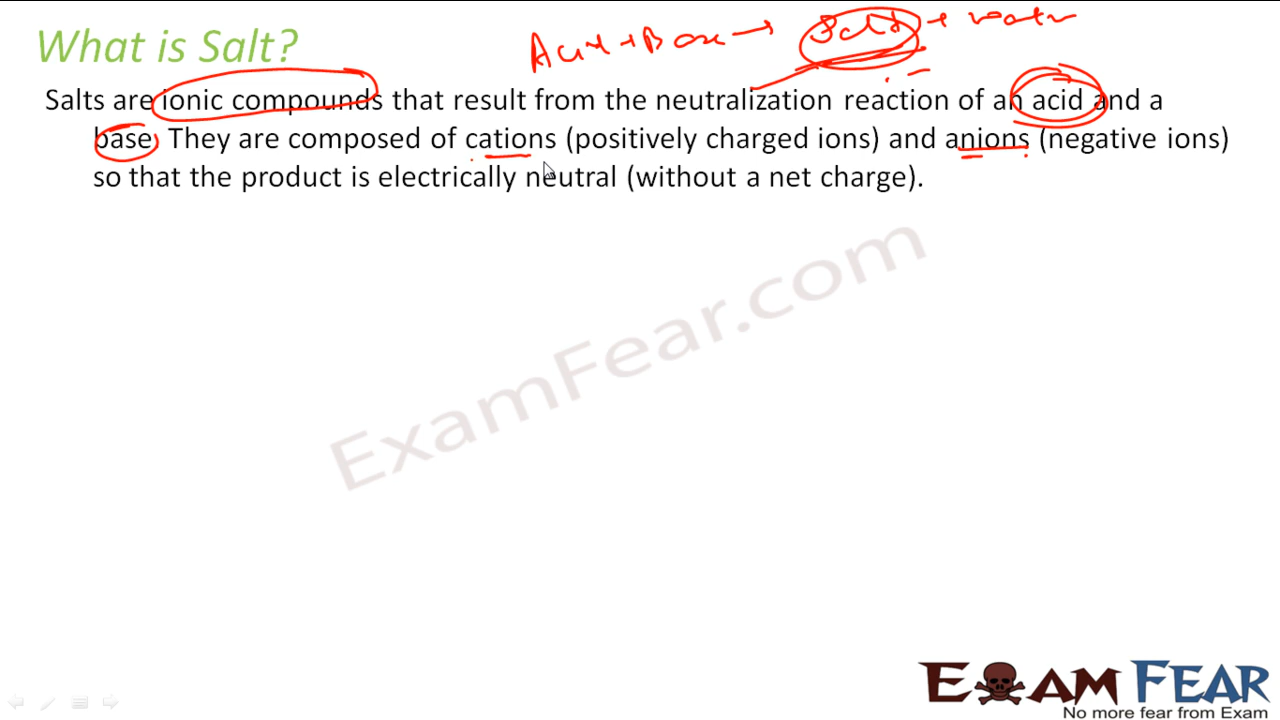 What is Salt?
Acid + Base → Salt + water
Salts are ionic compounds that result from the neutralization reaction of an acid and a
base. They are composed of cations (positively charged ions) and anions (negative ions)
so that the product is electrically neutral (without a net charge).
ExamFear.com
EXAM FEAR
No more fear from Exam